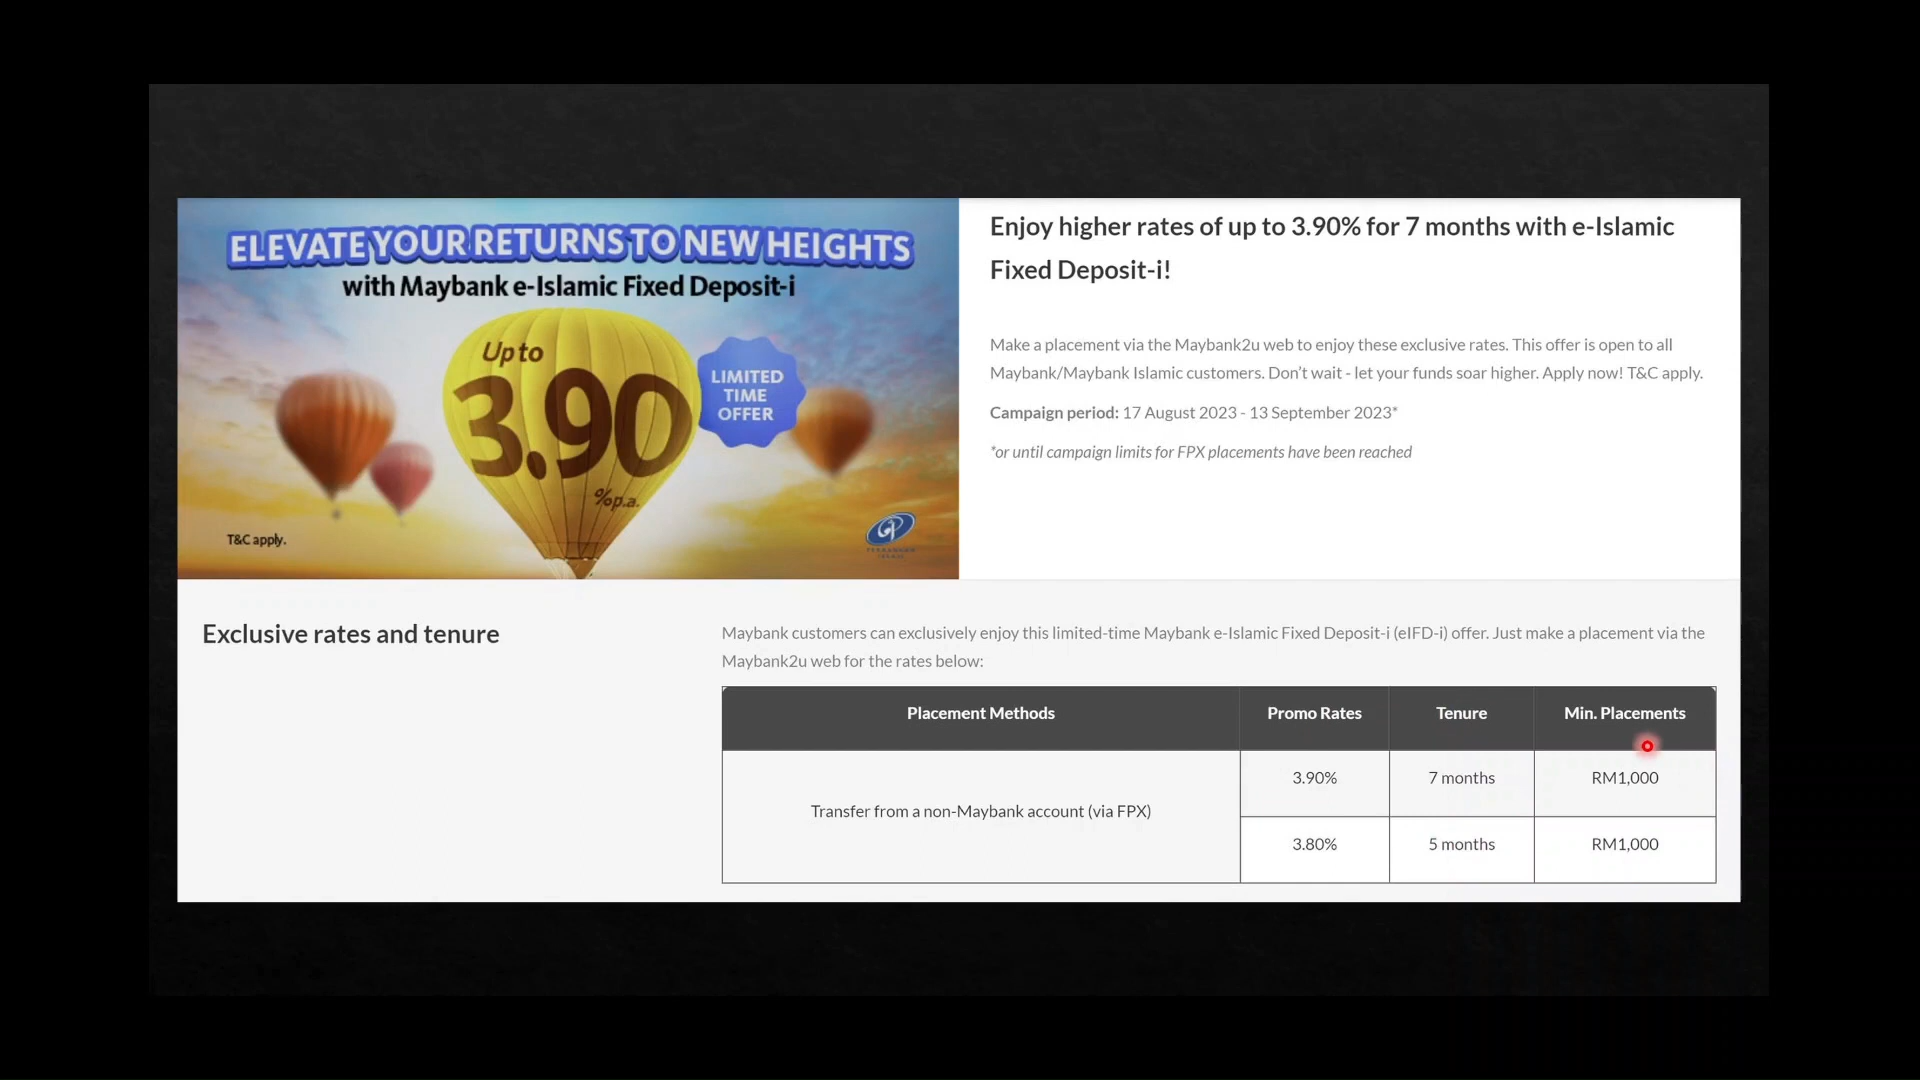 ELEVATE YOUR RETURNS TO NEW HEIGHTS
with Maybank e-Islamic Fixed Deposit-i
Up to
3.90
%p.a.
LIMITED
TIME
OFFER
T&C apply.
Enjoy higher rates of up to 3.90% for 7 months with e-Islamic
Fixed Deposit-i!
Make a placement via the Maybank2u web to enjoy these exclusive rates. This offer is open to all
Maybank/Maybank Islamic customers. Don't wait - let your funds soar higher. Apply now! T&C apply.
Campaign period: 17 August 2023 - 13 September 2023*
*or until campaign limits for FPX placements have been reached
Exclusive rates and tenure
Maybank customers can exclusively enjoy this limited-time Maybank e-Islamic Fixed Deposit-i (eIFD-i) offer. Just make a placement via the
Maybank2u web for the rates below:
Placement Methods Promo Rates Tenure Min. Placements
Transfer from a non-Maybank account (via FPX)
3.90% 7 months RM1,000
3.80% 5 months RM1,000